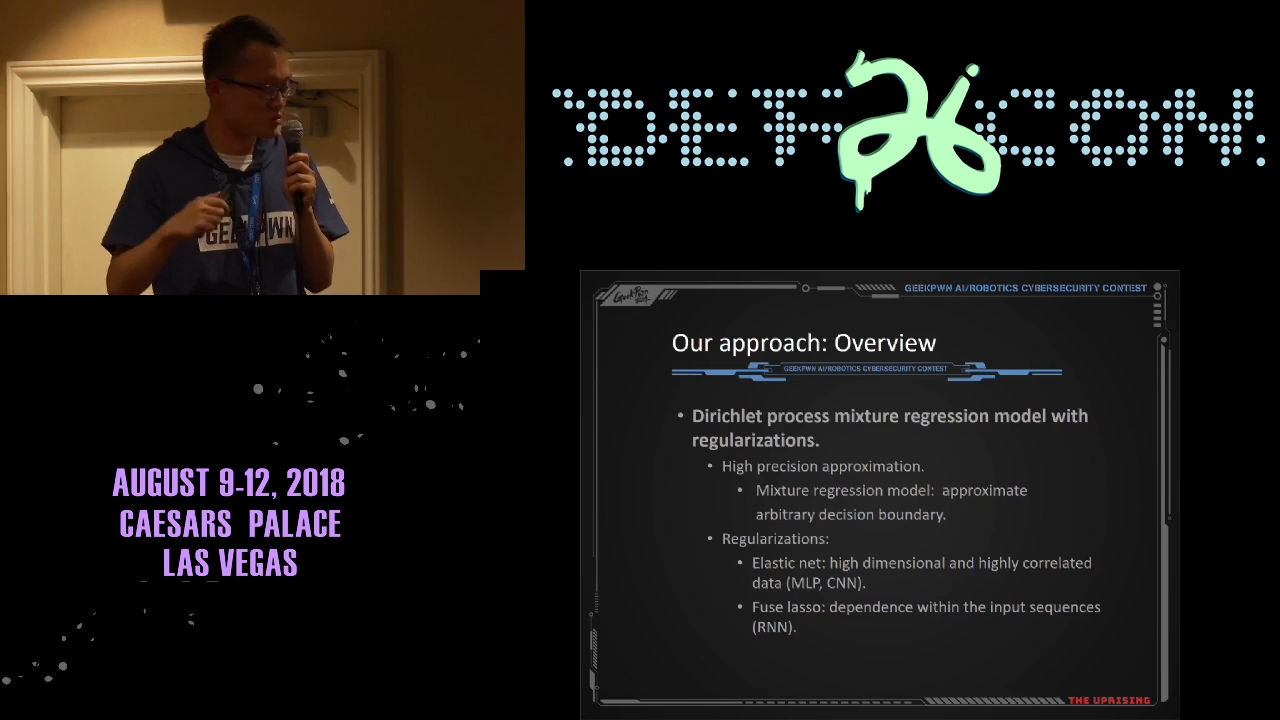 GEEKPWN
DEFCON
26
AUGUST 9-12, 2018
CAESARS PALACE
LAS VEGAS
GeekPwn
GEEKPWN AI/ROBOTICS CYBERSECURITY CONTEST
Our approach: Overview
GEEKPWN AI/ROBOTICS CYBERSECURITY CONTEST
• Dirichlet process mixture regression model with
regularizations.
• High precision approximation.
• Mixture regression model: approximate
arbitrary decision boundary.
• Regularizations:
• Elastic net: high dimensional and highly correlated
data (MLP, CNN).
• Fuse lasso: dependence within the input sequences
(RNN).
THE UPRISING